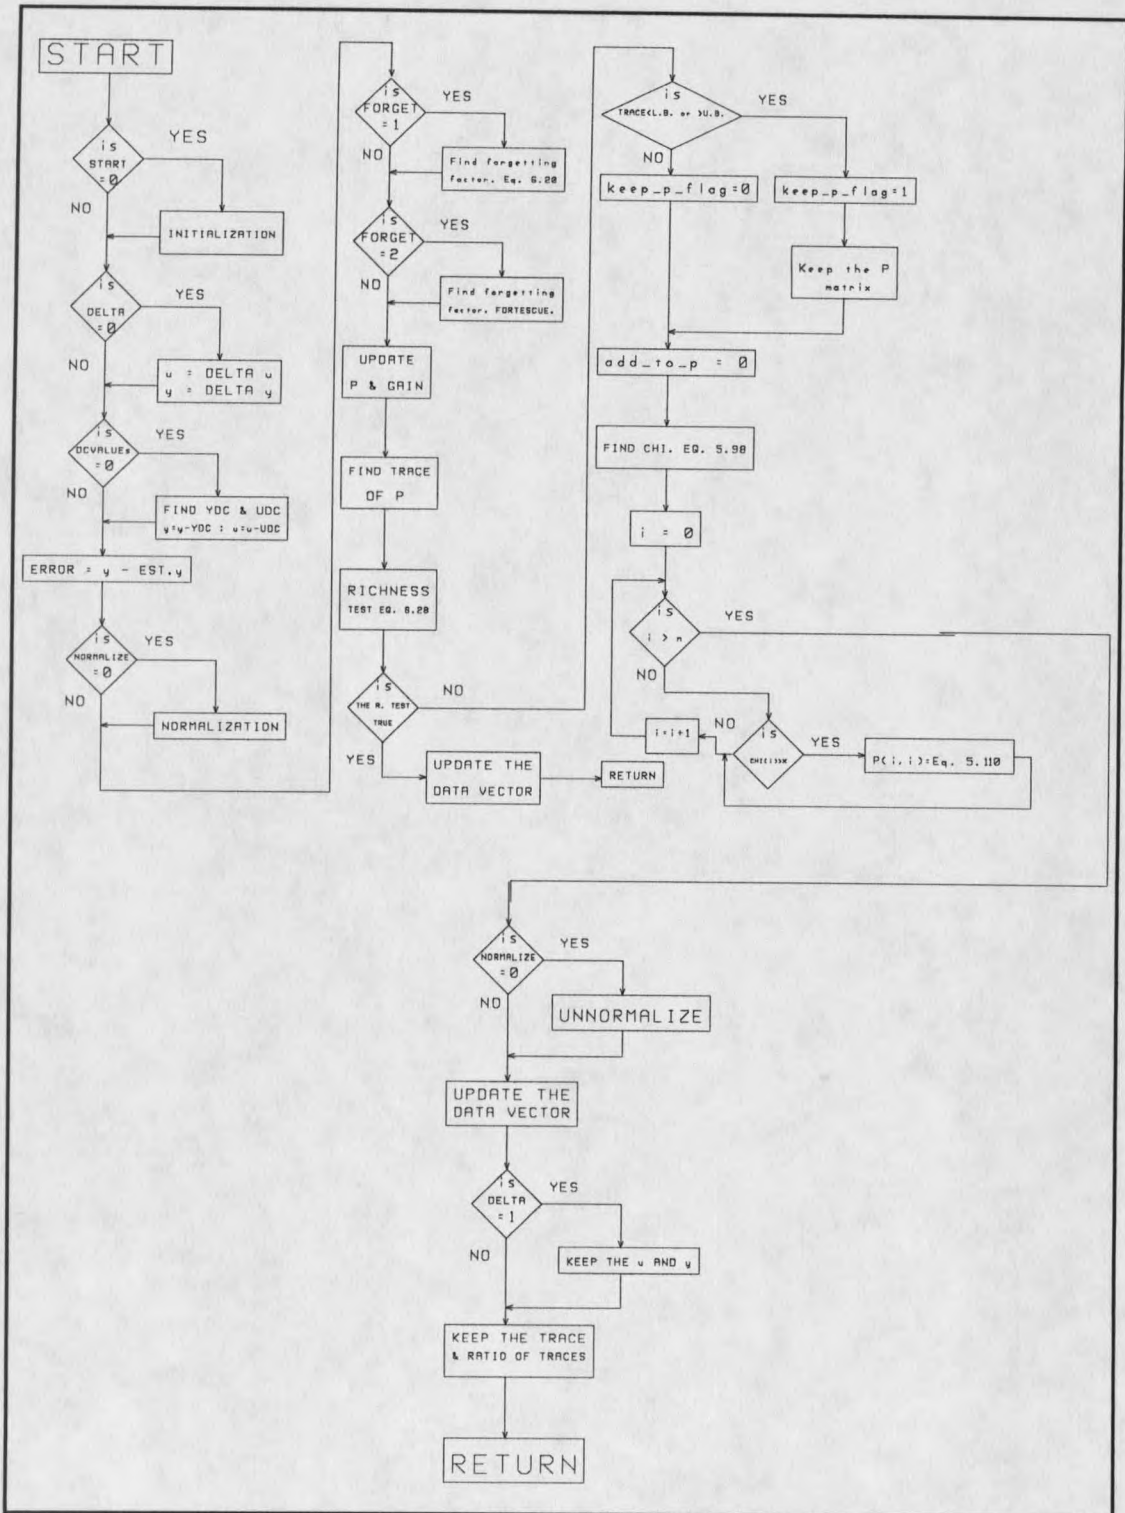 START
is
START
=0
YES
NO
INITIALIZATION
is
DELTA
=0
YES
NO
u = DELTA u
y = DELTA y
is
DCVALUEs
=0
YES
NO
FIND YDC & UDC
y=y-YDC : u=u-UDC
ERROR = y - EST.y
is
NORMALIZE
=0
YES
NO
NORMALIZATION
is
FORGET
=1
YES
NO
Find forgetting
factor. Eq. 6.20
is
FORGET
=2
YES
NO
Find forgetting
factor. FORTESCUE.
UPDATE
P & GAIN
FIND TRACE
OF P
RICHNESS
TEST EQ. 6.28
is
THE R. TEST
TRUE
NO
YES
UPDATE THE
DATA VECTOR
RETURN
is
TRACE<L.B. or >U.B.
YES
NO
keep_p_flag=0
keep_p_flag=1
Keep the P
matrix
add_to_p = 0
FIND CHI. EQ. 5.90
i = 0
is
i > n
YES
NO
i=i+1
NO
is
YES
P(i,i)=Eq. 5.110
is
NORMALIZE
=0
YES
NO
UNNORMALIZE
UPDATE THE
DATA VECTOR
is
DELTA
=1
YES
NO
KEEP THE u AND y
KEEP THE TRACE
& RATIO OF TRACES
RETURN